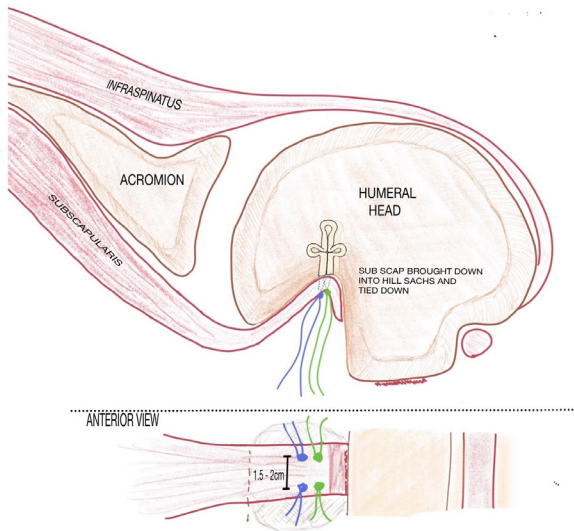 INFRASPINATUS
ACROMION
SUBSCAPULARIS
HUMERAL
HEAD
SUB SCAP BROUGHT DOWN
INTO HILL SACHS AND
TIED DOWN
ANTERIOR VIEW
1.5 - 2cm